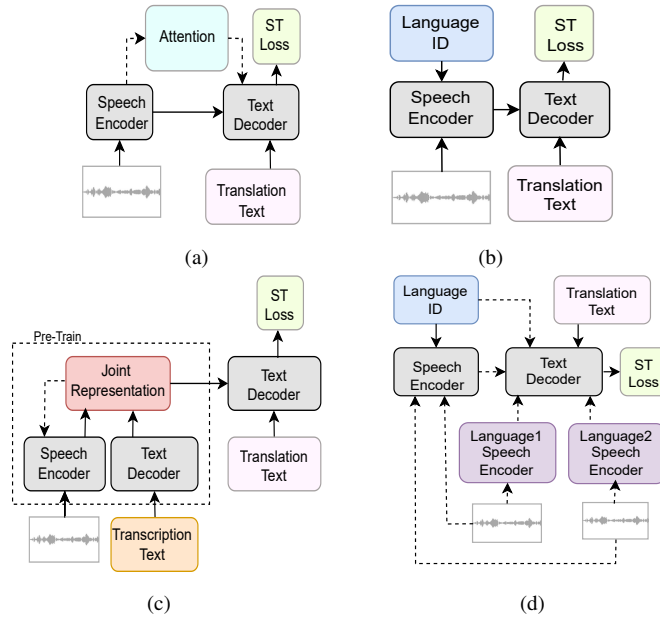 Attention
ST
Loss
Speech
Encoder
Text
Decoder
Translation
Text
(a)
Language
ID
ST
Loss
Speech
Encoder
Text
Decoder
Translation
Text
(b)
Pre-Train
ST
Loss
Joint
Representation
Text
Decoder
Speech
Encoder
Text
Decoder
Translation
Text
Transcription
Text
(c)
Language
ID
Translation
Text
Speech
Encoder
Text
Decoder
ST
Loss
Language1
Speech
Encoder
Language2
Speech
Encoder
(d)